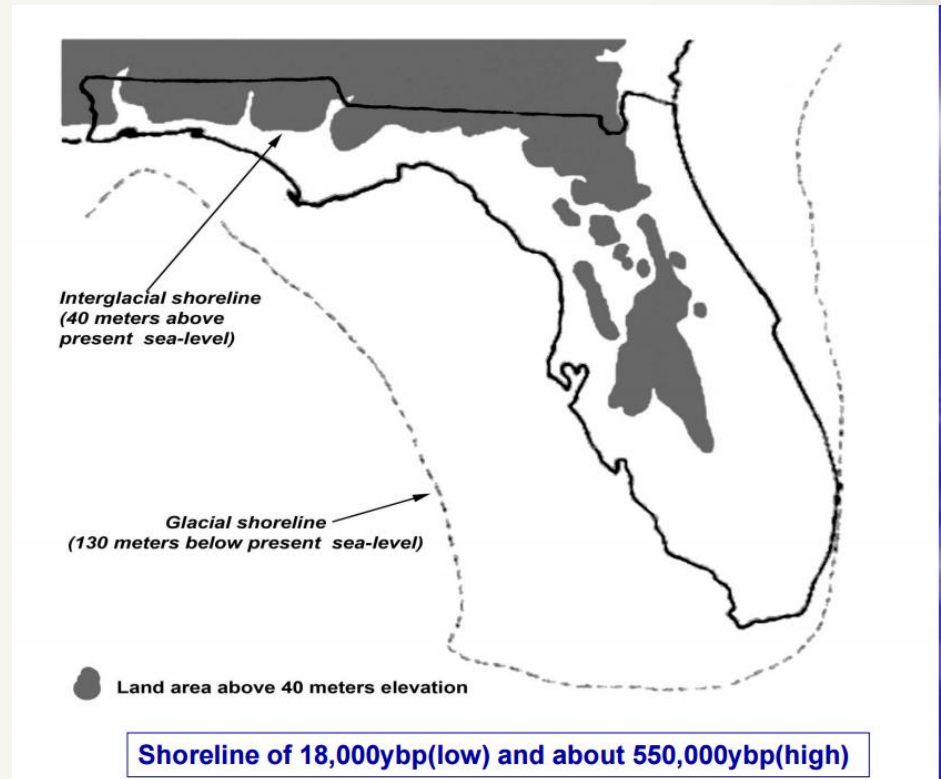 Interglacial shoreline
(40 meters above
present sea-level)
Glacial shoreline
(130 meters below present sea-level)
Land area above 40 meters elevation
Shoreline of 18,000ybp(low) and about 550,000ybp(high)